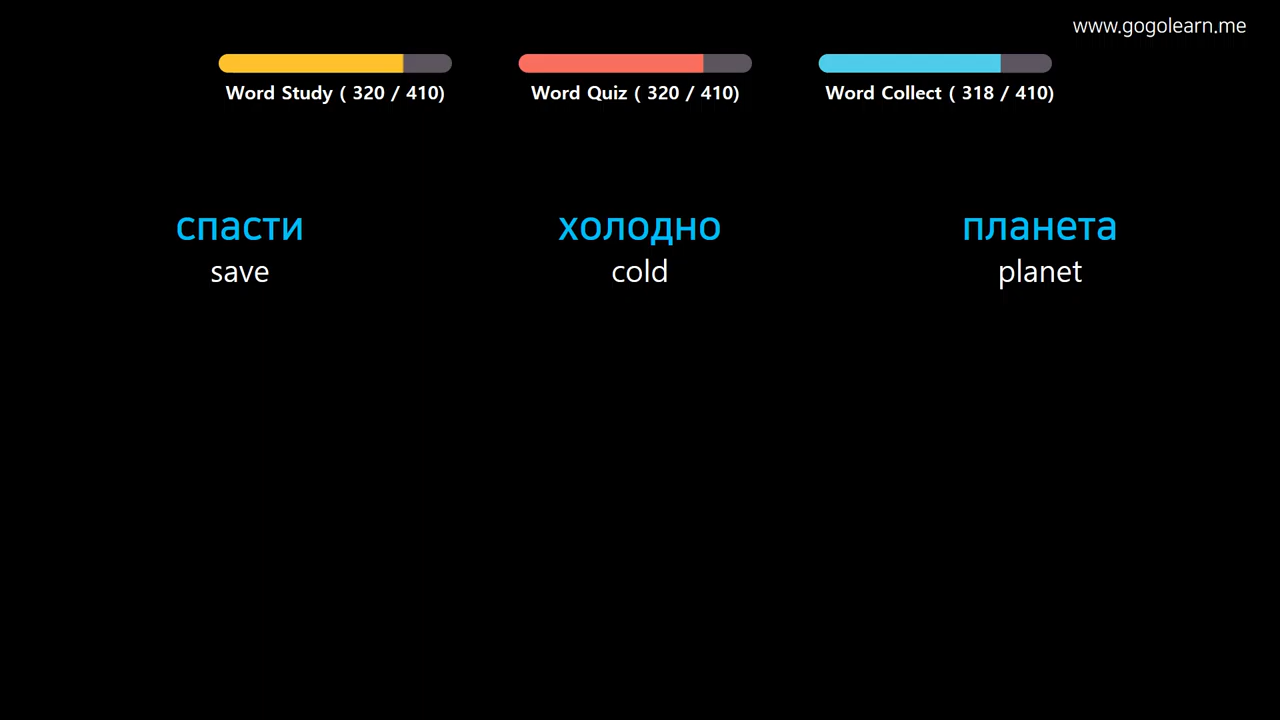 www.gogolearn.me
Word Study ( 320 / 410)
Word Quiz ( 320 / 410)
Word Collect ( 318 / 410)
спасти
save
холодно
cold
планета
planet